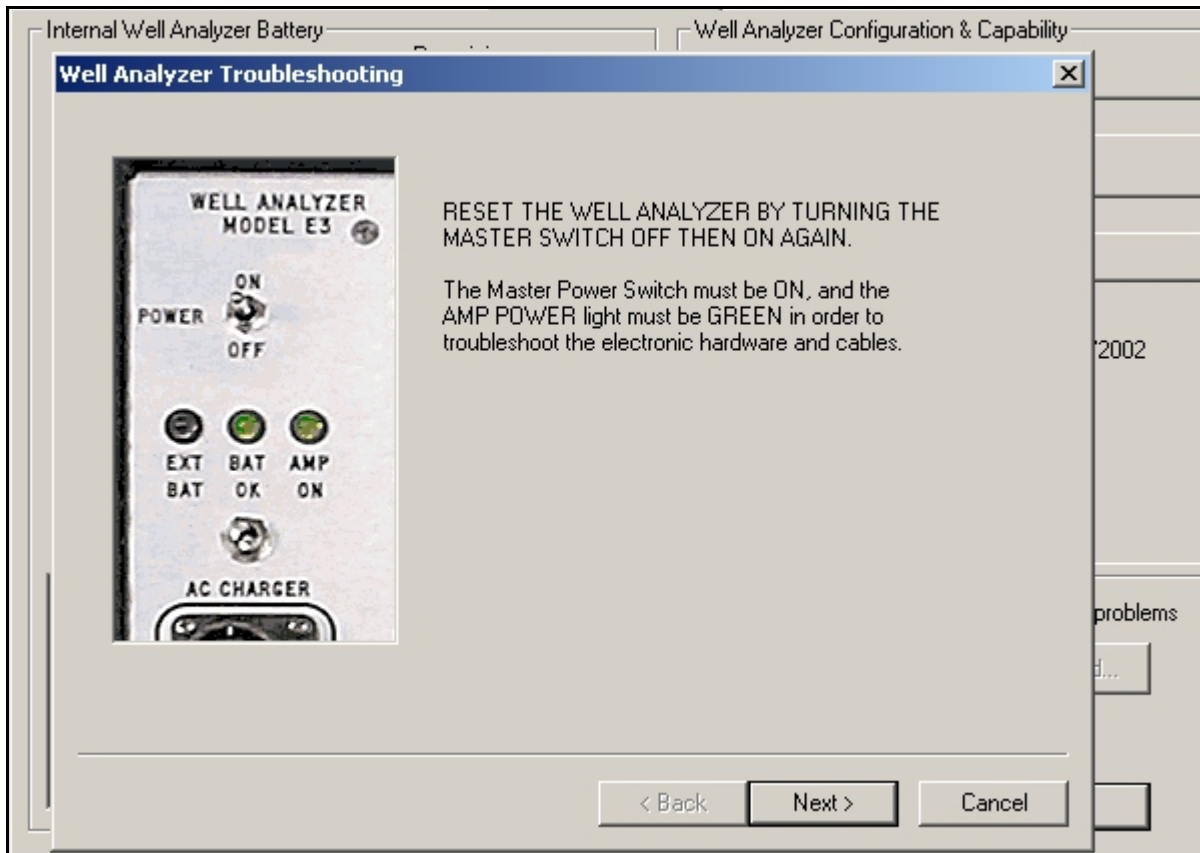 Internal Well Analyzer Battery
Well Analyzer Configuration & Capability
Well Analyzer Troubleshooting
WELL ANALYZER
MODEL E3
ON
POWER
OFF
EXT BAT AMP
BAT OK ON
AC CHARGER
RESET THE WELL ANALYZER BY TURNING THE
MASTER SWITCH OFF THEN ON AGAIN.
The Master Power Switch must be ON, and the
AMP POWER light must be GREEN in order to
troubleshoot the electronic hardware and cables.
2002
problems
< Back
Next >
Cancel